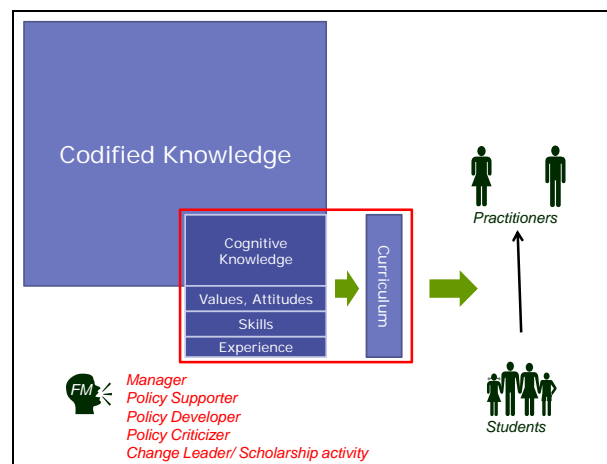 Codified Knowledge
Cognitive
Knowledge
Values, Attitudes
Skills
Experience
Curriculum
Practitioners
Students
FM
Manager
Policy Supporter
Policy Developer
Policy Criticizer
Change Leader/ Scholarship activity